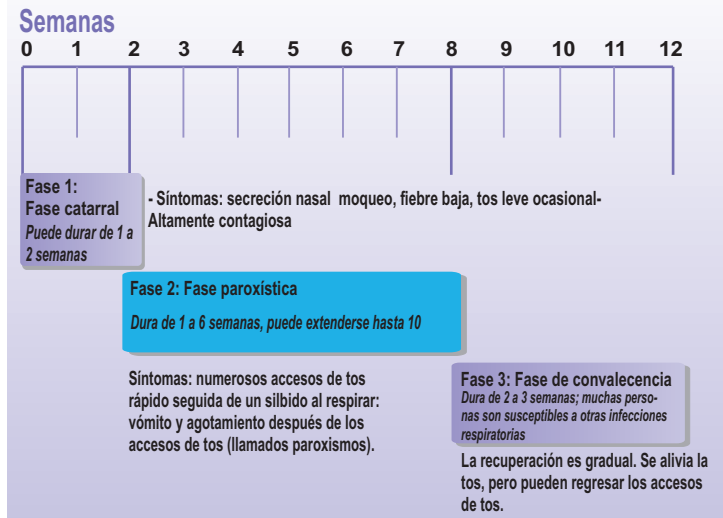 Semanas
0 1 2 3 4 5 6 7 8 9 10 11 12
Fase 1:
Fase catarral
Puede durar de 1 a
2 semanas
- Síntomas: secreción nasal moqueo, fiebre baja, tos leve ocasional-
Altamente contagiosa
Fase 2: Fase paroxística
Dura de 1 a 6 semanas, puede extenderse hasta 10
Síntomas: numerosos accesos de tos
rápido seguida de un silbido al respirar:
vómito y agotamiento después de los
accesos de tos (llamados paroxismos).
Fase 3: Fase de convalecencia
Dura de 2 a 3 semanas; muchas perso-
nas son susceptibles a otras infecciones
respiratorias
La recuperación es gradual. Se alivia la
tos, pero pueden regresar los accesos
de tos.